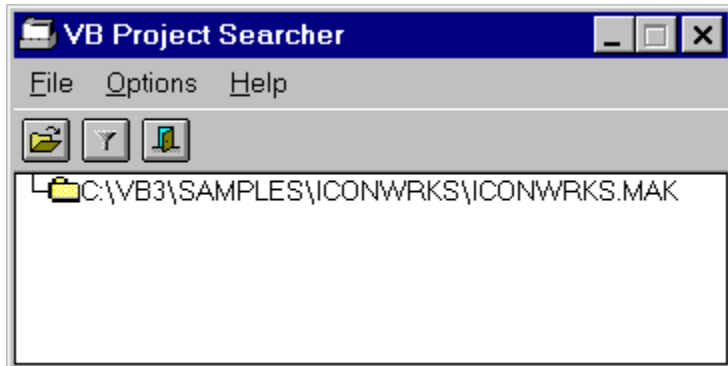 VB Project Searcher
File Options Help
C:\VB3\SAMPLES\ICONWRKS\ICONWRKS.MAK